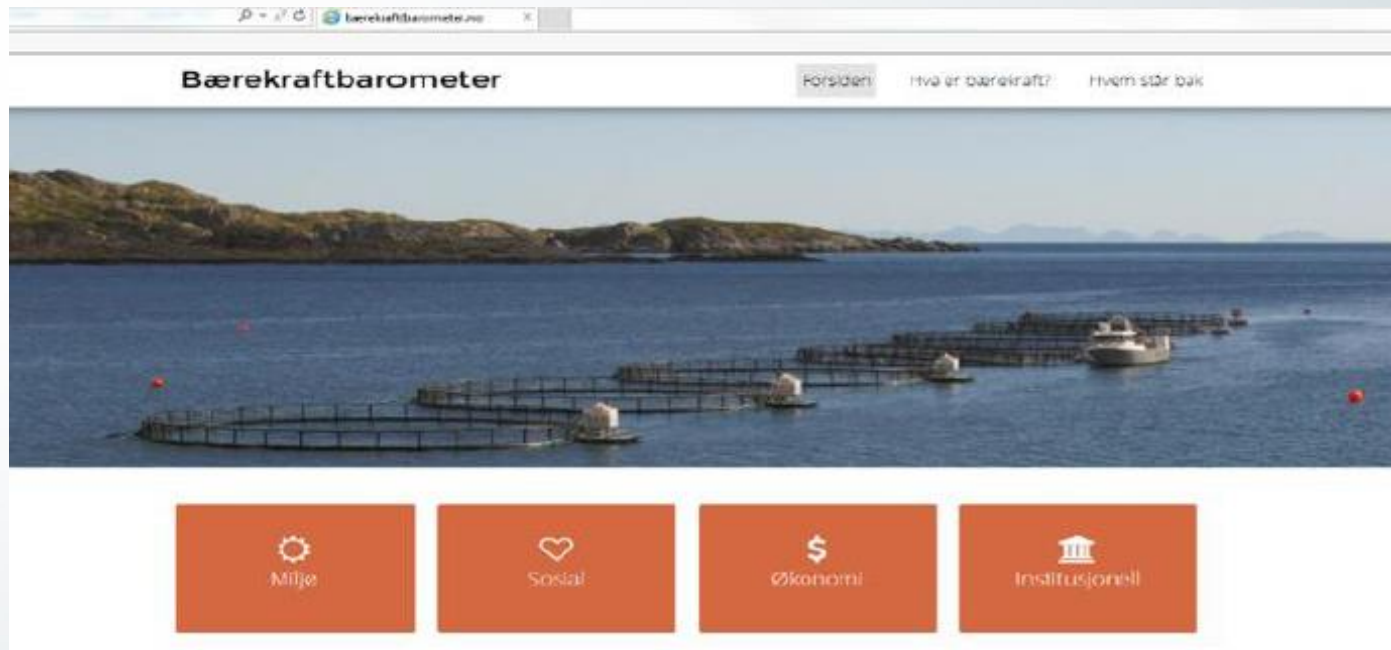 bærekraftbarometer.no
Bærekraftbarometer
Forsiden Hva er bærekraft? Hvem står bak
Miljø
Sosial
$
Økonomi
Institusjonell